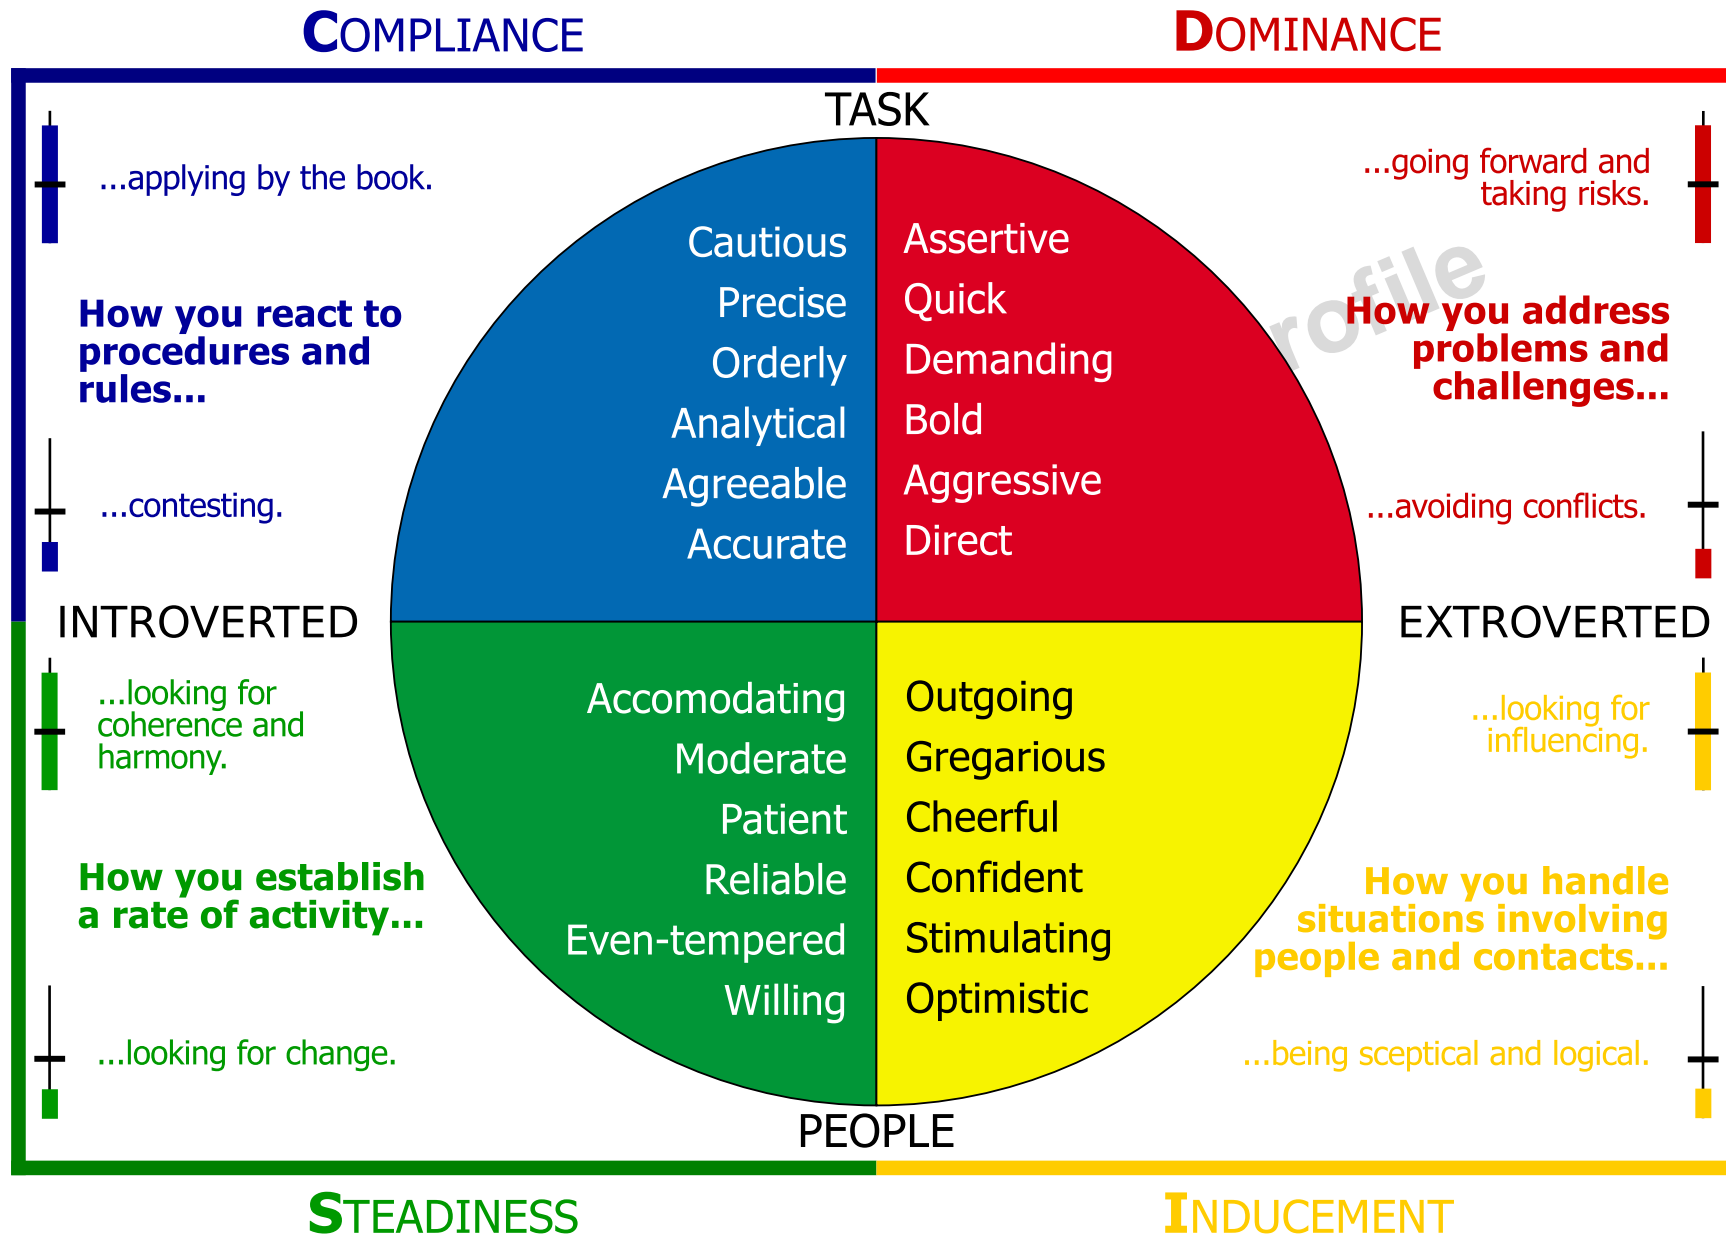 COMPLIANCE
DOMINANCE
TASK
...applying by the book.
...going forward and
taking risks.
How you react to
procedures and
rules...
rofile
How you address
problems and
challenges...
Cautious
Precise
Orderly
Analytical
Agreeable
Accurate
Assertive
Quick
Demanding
Bold
Aggressive
Direct
...contesting.
...avoiding conflicts.
INTROVERTED
EXTROVERTED
...looking for
coherence and
harmony.
...looking for
influencing.
Accomodating
Moderate
Patient
Reliable
Even-tempered
Willing
Outgoing
Gregarious
Cheerful
Confident
Stimulating
Optimistic
How you establish
a rate of activity...
How you handle
situations involving
people and contacts...
...looking for change.
...being sceptical and logical.
PEOPLE
STEADINESS
INDUCEMENT